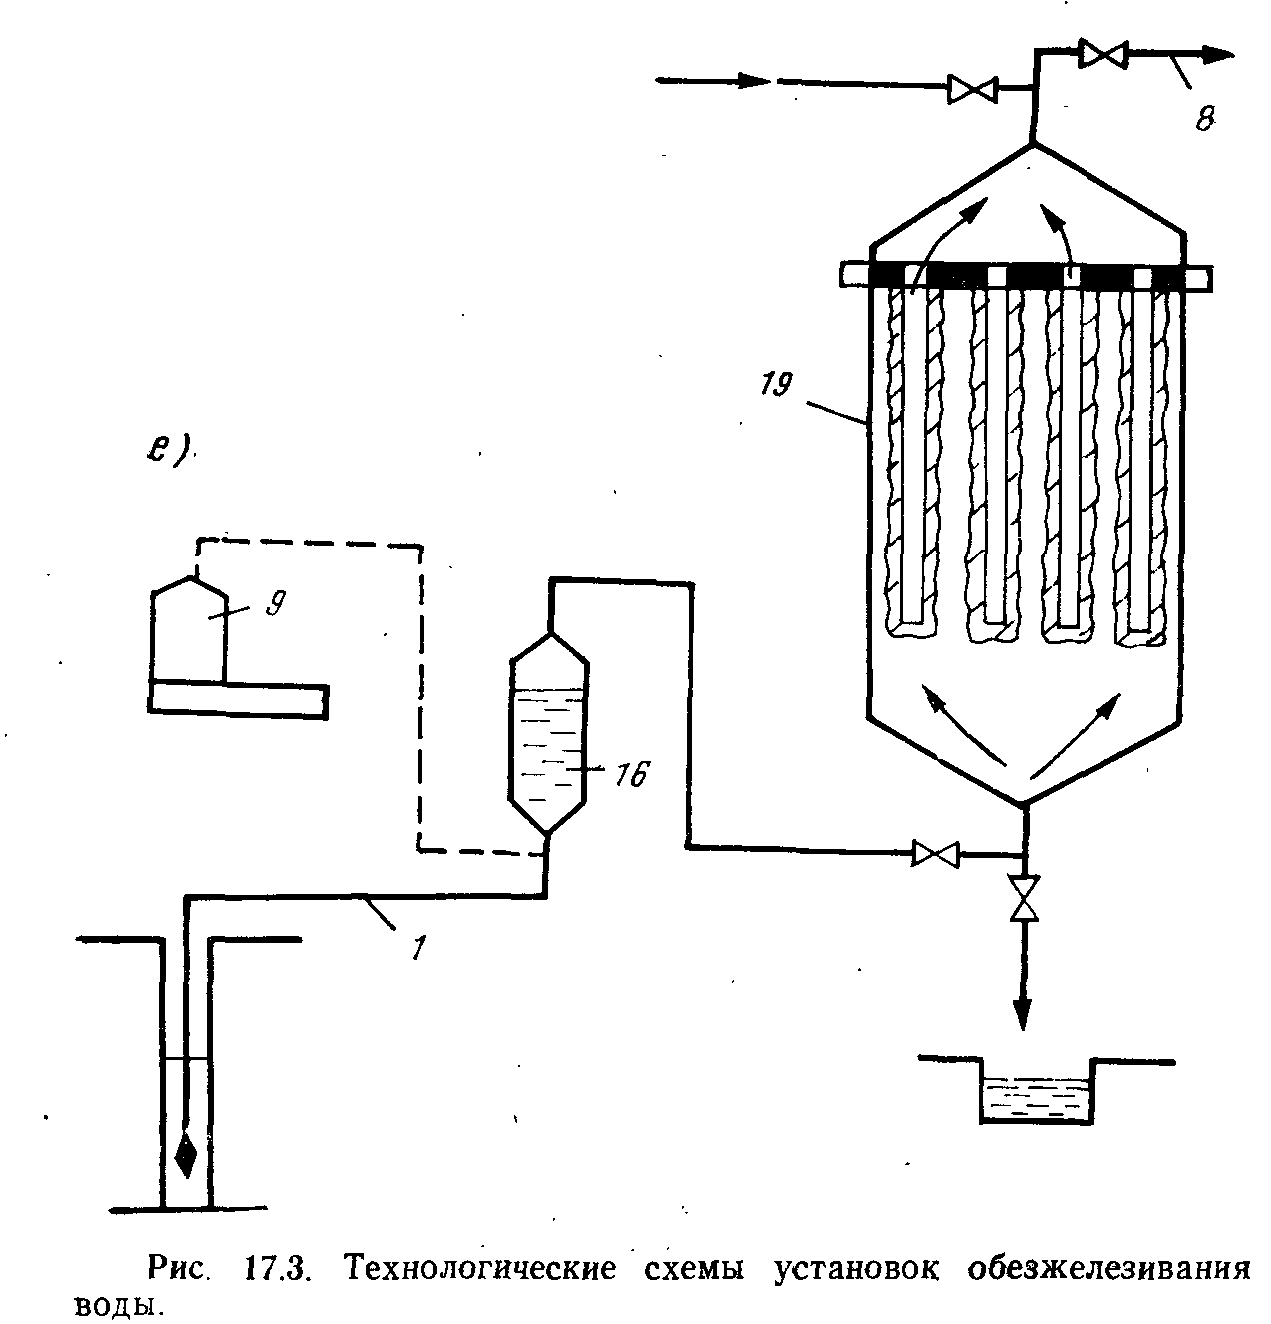 8
19
е)
9
16
1
Рис. 17.3. Технологические схемы установок обезжелезивания
воды.